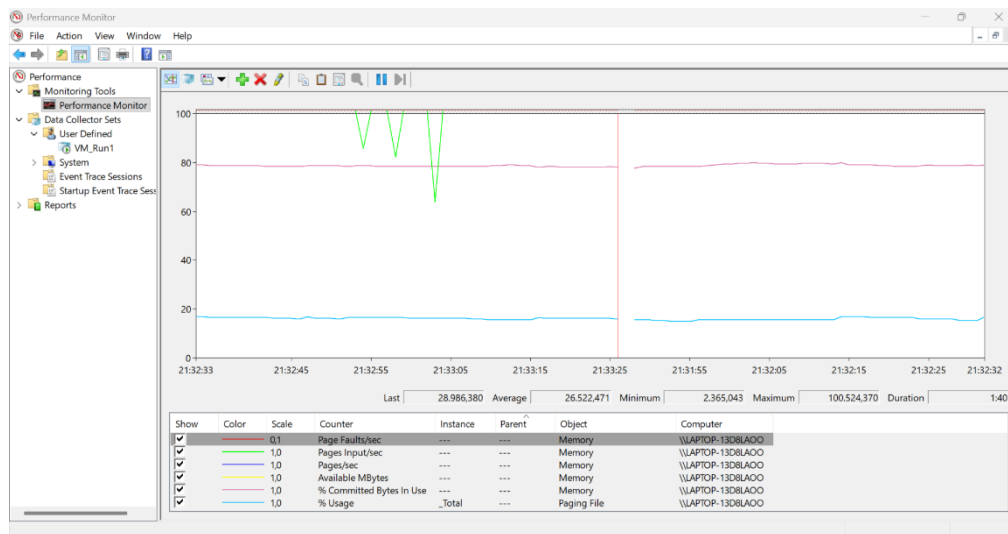 Performance Monitor
File Action View Window Help
Performance
Monitoring Tools
Performance Monitor
Data Collector Sets
User Defined
VM_Run1
System
Event Trace Sessions
Startup Event Trace Sess
Reports
100
80
60
40
20
0
21:32:33 21:32:45 21:32:55 21:33:05 21:33:15 21:33:25 21:31:55 21:32:05 21:32:15 21:32:25 21:32:32
Last 28.986,380 Average 26.522,471 Minimum 2.365,043 Maximum 100.524,370 Duration 1:40
Show Color Scale Counter Instance Parent Object Computer
0,1 Page Faults/sec --- --- Memory \\LAPTOP-13D8LAOO
1,0 Pages Input/sec --- --- Memory \\LAPTOP-13D8LAOO
1,0 Pages/sec --- --- Memory \\LAPTOP-13D8LAOO
1,0 Available MBytes --- --- Memory \\LAPTOP-13D8LAOO
1,0 % Committed Bytes In Use --- --- Memory \\LAPTOP-13D8LAOO
1,0 % Usage _Total --- Paging File \\LAPTOP-13D8LAOO